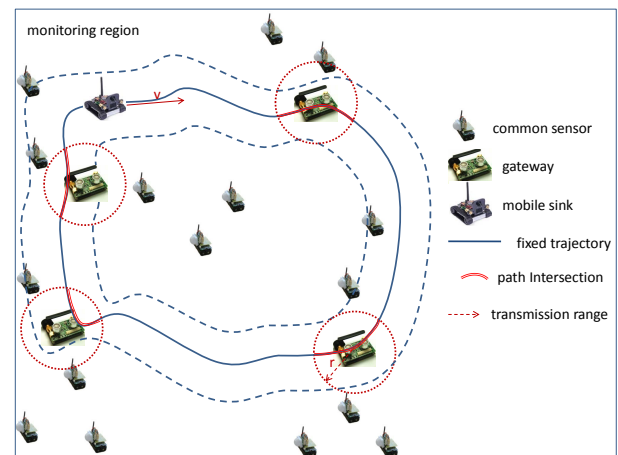 monitoring region
v
common sensor
gateway
mobile sink
fixed trajectory
path Intersection
transmission range
r